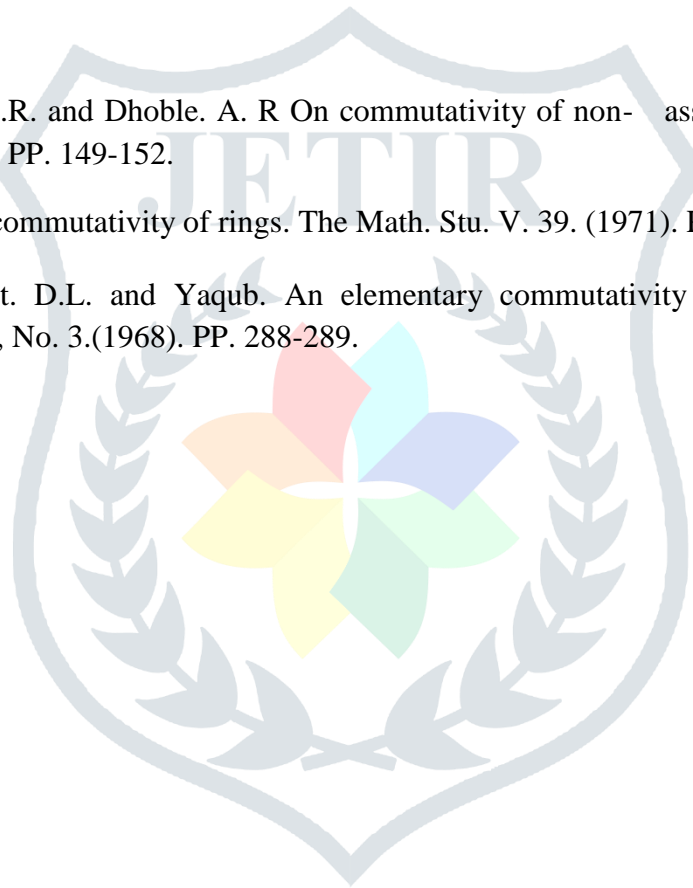 .R. and Dhoble. A. R On commutativity of non- ass
PP. 149-152.
JETIR
commutativity of rings. The Math. Stu. V. 39. (1971).
t. D.L. and Yaqub. An elementary commutativity
, No. 3.(1968). PP. 288-289.